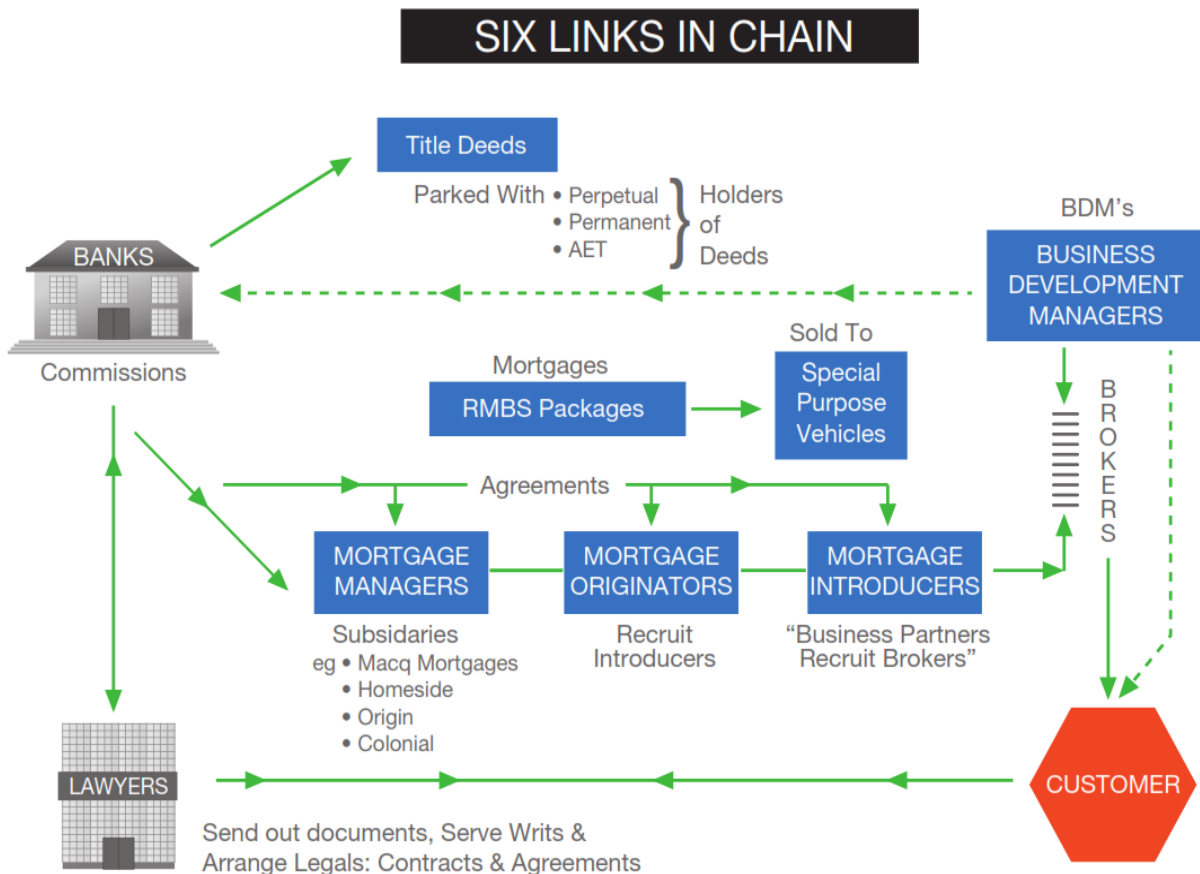 SIX LINKS IN CHAIN
Title Deeds
Parked With • Perpetual
• Permanent
• AET
Holders
of
Deeds
BDM's
BUSINESS
DEVELOPMENT
MANAGERS
BANKS
Commissions
Sold To
Special
Purpose
Vehicles
Mortgages
RMBS Packages
BROKERS
Agreements
MORTGAGE
MANAGERS
MORTGAGE
ORIGINATORS
MORTGAGE
INTRODUCERS
Subsidaries
eg • Macq Mortgages
• Homeside
• Origin
• Colonial
Recruit
Introducers
“Business Partners
Recruit Brokers”
LAWYERS
CUSTOMER
Send out documents, Serve Writs &
Arrange Legals: Contracts & Agreements